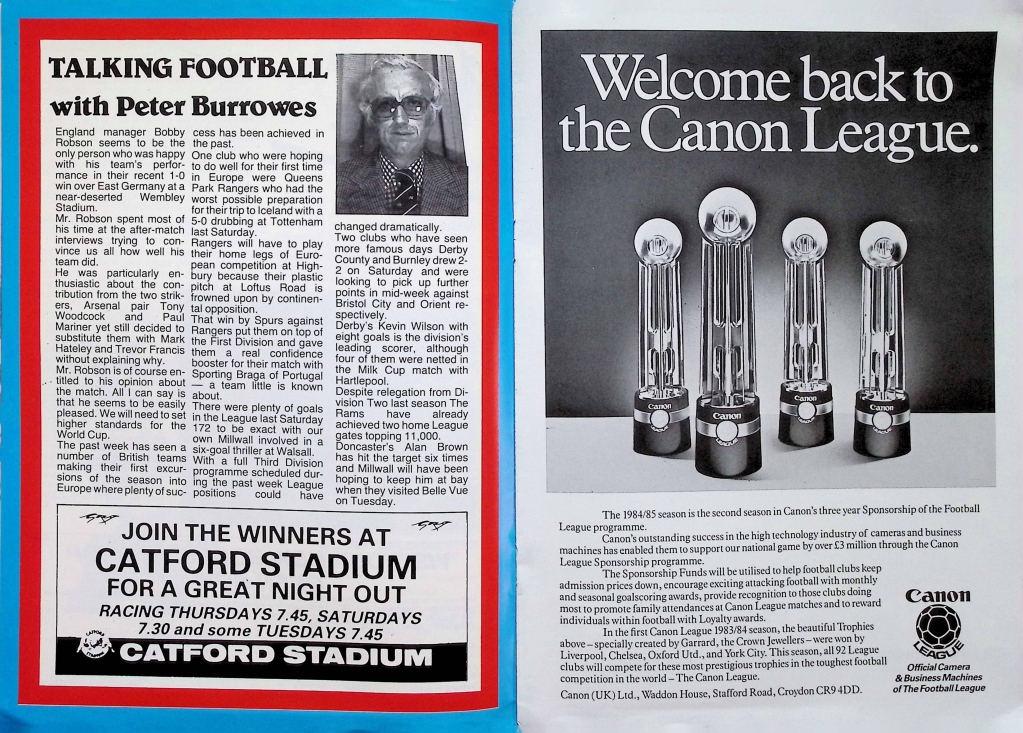 TALKING FOOTBALL
with Peter Burrowes
England manager Bobby
Robson seems to be the
only person who was happy
with his team's perfor-
mance in their recent 1-0
win over East Germany at a
near-deserted Wembley
Stadium.
Mr. Robson spent most of
his time at the after-match
interviews trying to con-
vince us all how well his
team did.
He was particularly en-
thusiastic about the con-
tribution from the two strik-
ers, Arsenal pair Tony
Woodcock and Paul
Mariner yet still decided to
substitute them with Mark
Hateley and Trevor Francis
without explaining why.
Mr. Robson is of course en-
titled to his opinion about
the match. All I can say is
that he seems to be easily
pleased. We will need to set
higher standards for the
World Cup.
The past week has seen a
number of British teams
making their first excur-
sions of the season into
Europe where plenty of suc-
cess has been achieved in
the past.
One club who were hoping
to do well for their first time
in Europe were Queens
Park Rangers who had the
worst possible preparation
for their trip to Iceland with a
5-0 drubbing at Tottenham
last Saturday.
Rangers will have to play
their home legs of Euro-
pean competition at High-
bury because their plastic
pitch at Loftus Road is
frowned upon by continen-
tal opposition.
That win by Spurs against
Rangers put them on top of
the First Division and gave
them a real confidence
booster for their match with
Sporting Braga of Portugal
— a team little is known
about.
There were plenty of goals
in the League last Saturday
172 to be exact with our
own Millwall involved in a
six-goal thriller at Walsall.
With a full Third Division
programme scheduled dur-
ing the past week League
positions could have
changed dramatically.
Two clubs who have seen
more famous days Derby
County and Burnley drew 2-
2 on Saturday and were
looking to pick up further
points in mid-week against
Bristol City and Orient re-
spectively.
Derby's Kevin Wilson with
eight goals is the division's
leading scorer, although
four of them were netted in
the Milk Cup match with
Hartlepool.
Despite relegation from Di-
vision Two last season The
Rams have already
achieved two home League
gates topping 11,000.
Doncaster's Alan Brown
has hit the target six times
and Millwall will have been
hoping to keep him at bay
when they visited Belle Vue
on Tuesday.
JOIN THE WINNERS AT
CATFORD STADIUM
FOR A GREAT NIGHT OUT
RACING THURSDAYS 7.45, SATURDAYS
7.30 and some TUESDAYS 7.45
CATFORD STADIUM
CATFORD STADIUM
Welcome back to
the Canon League.
Canon
Canon
Canon
Canon
The 1984/85 season is the second season in Canon's three year Sponsorship of the Football
League programme.
Canon's outstanding success in the high technology industry of cameras and business
machines has enabled them to support our national game by over £3 million through the Canon
League Sponsorship programme.
The Sponsorship Funds will be utilised to help football clubs keep
admission prices down, encourage exciting attacking football with monthly
and seasonal goalscoring awards, provide recognition to those clubs doing
most to promote family attendances at Canon League matches and to reward
individuals within football with Loyalty awards.
In the first Canon League 1983/84 season, the beautiful Trophies
above – specially created by Garrard, the Crown Jewellers – were won by
Liverpool, Chelsea, Oxford Utd., and York City. This season, all 92 League
clubs will compete for these most prestigious trophies in the toughest football
competition in the world – The Canon League.
Canon (UK) Ltd., Waddon House, Stafford Road, Croydon CR9 4DD.
Canon
LEAGUE
Official Camera
& Business Machines
of The Football League